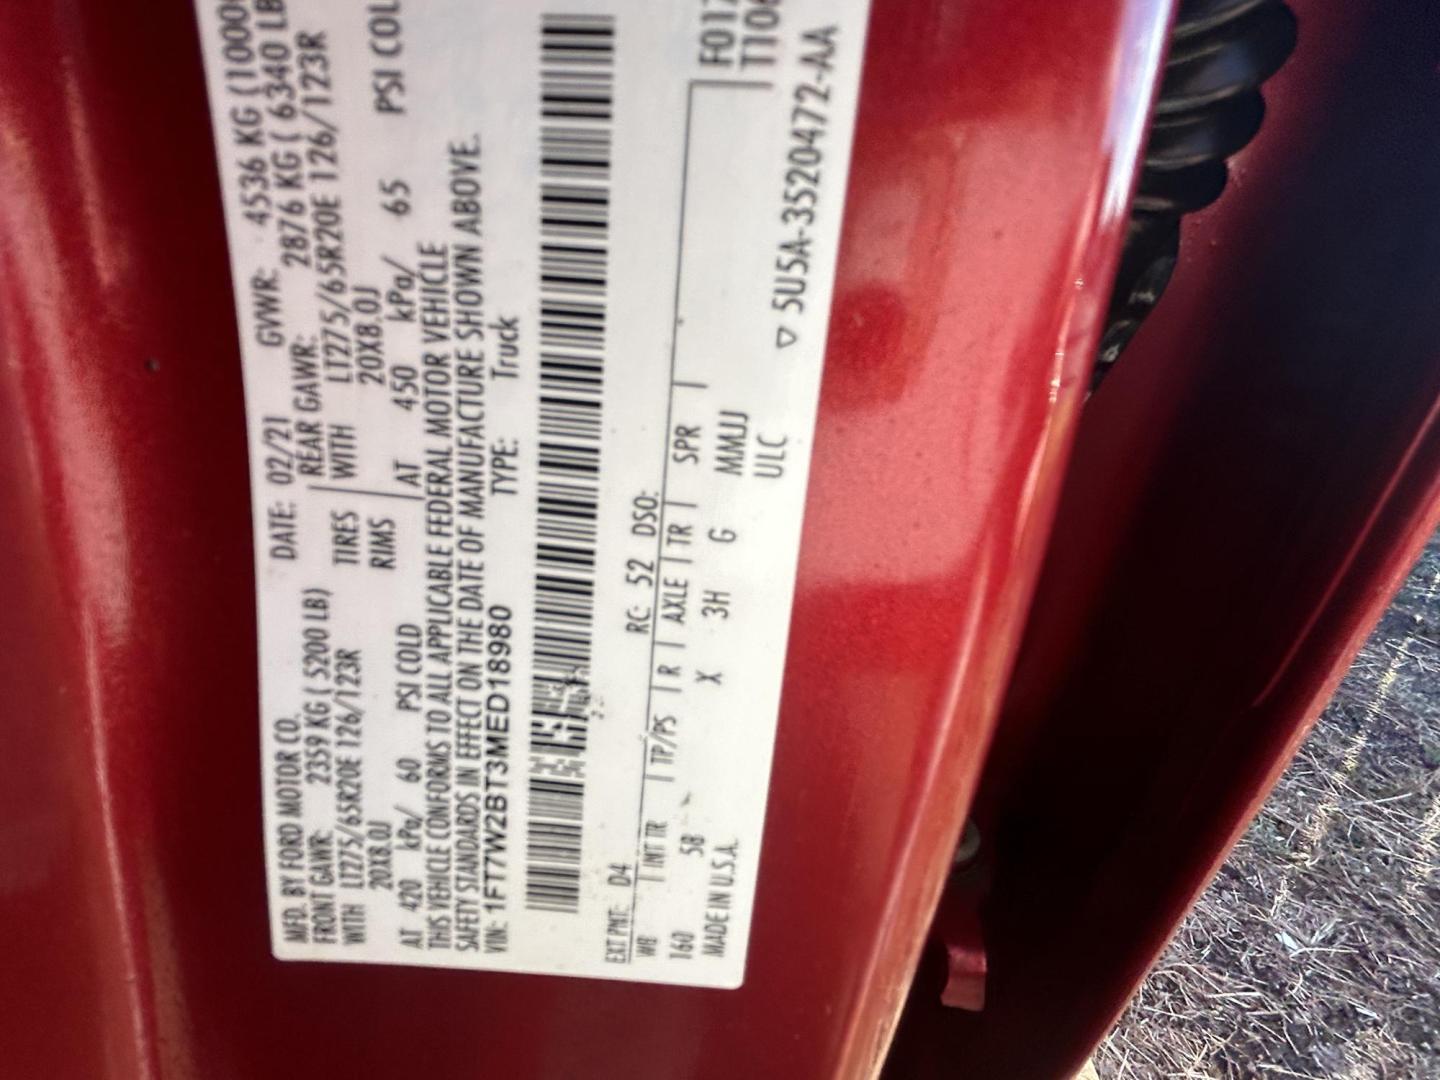 MFD. BY FORD MOTOR CO. DATE: 02/21 GVWR: 4536 KG (1000
FRONT GAWR: 2359 KG ( 5200 LB) REAR GAWR: 2876 KG ( 6340 LB
WITH LT275/65R20E 126/123R TIRES WITH LT275/65R20E 126/123R
20X8.0J RIMS 20X8.0J
AT 420 kPa/ 60 PSI COLD AT 450 kPa/ 65 PSI COL
THIS VEHICLE CONFORMS TO ALL APPLICABLE FEDERAL MOTOR VEHICLE
SAFETY STANDARDS IN EFFECT ON THE DATE OF MANUFACTURE SHOWN ABOVE.
VIN: 1FT7W2BT3MED18980 TYPE: Truck
EXT PNT: D4 RC: 52 DSO: F017
WB INT TR TP/PS R AXLE TR SPR T106
160 5B X 3H G MMJJ
MADE IN U.S.A. ULC
▽ 5U5A-3520472-AA